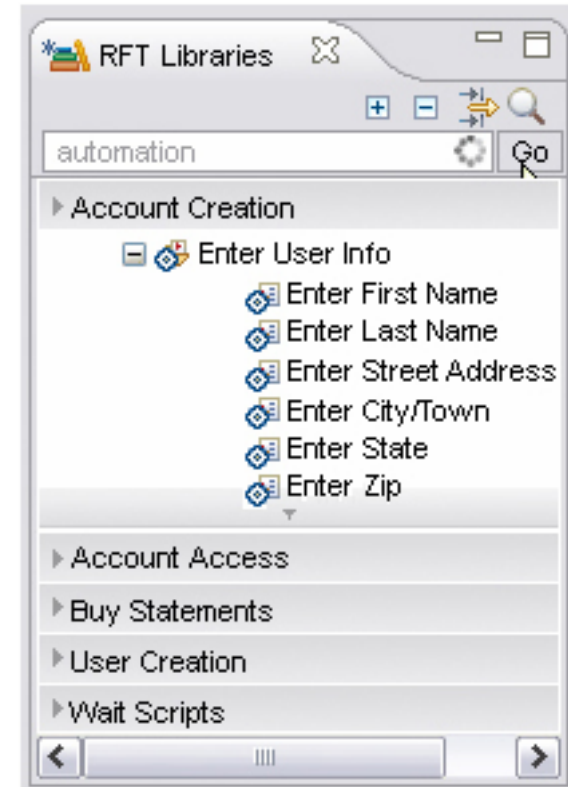 RFT Libraries
automation Go
Account Creation
Enter User Info
Enter First Name
Enter Last Name
Enter Street Address
Enter City/Town
Enter State
Enter Zip
Account Access
Buy Statements
User Creation
Wait Scripts